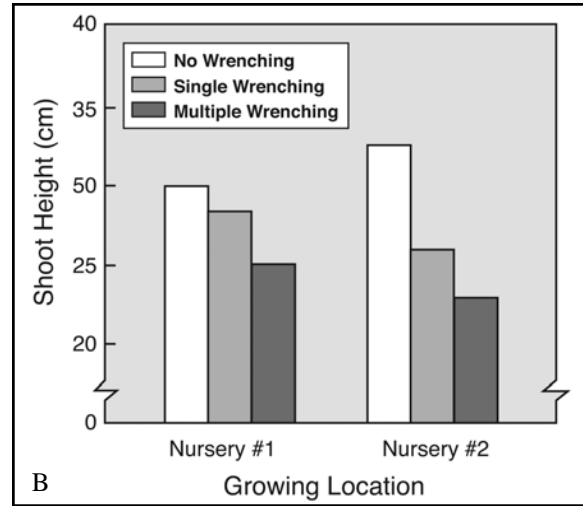 40
No Wrenching
Single Wrenching
Multiple Wrenching
35
50
25
20
0
Shoot Height (cm)
Nursery #1 Nursery #2
B Growing Location